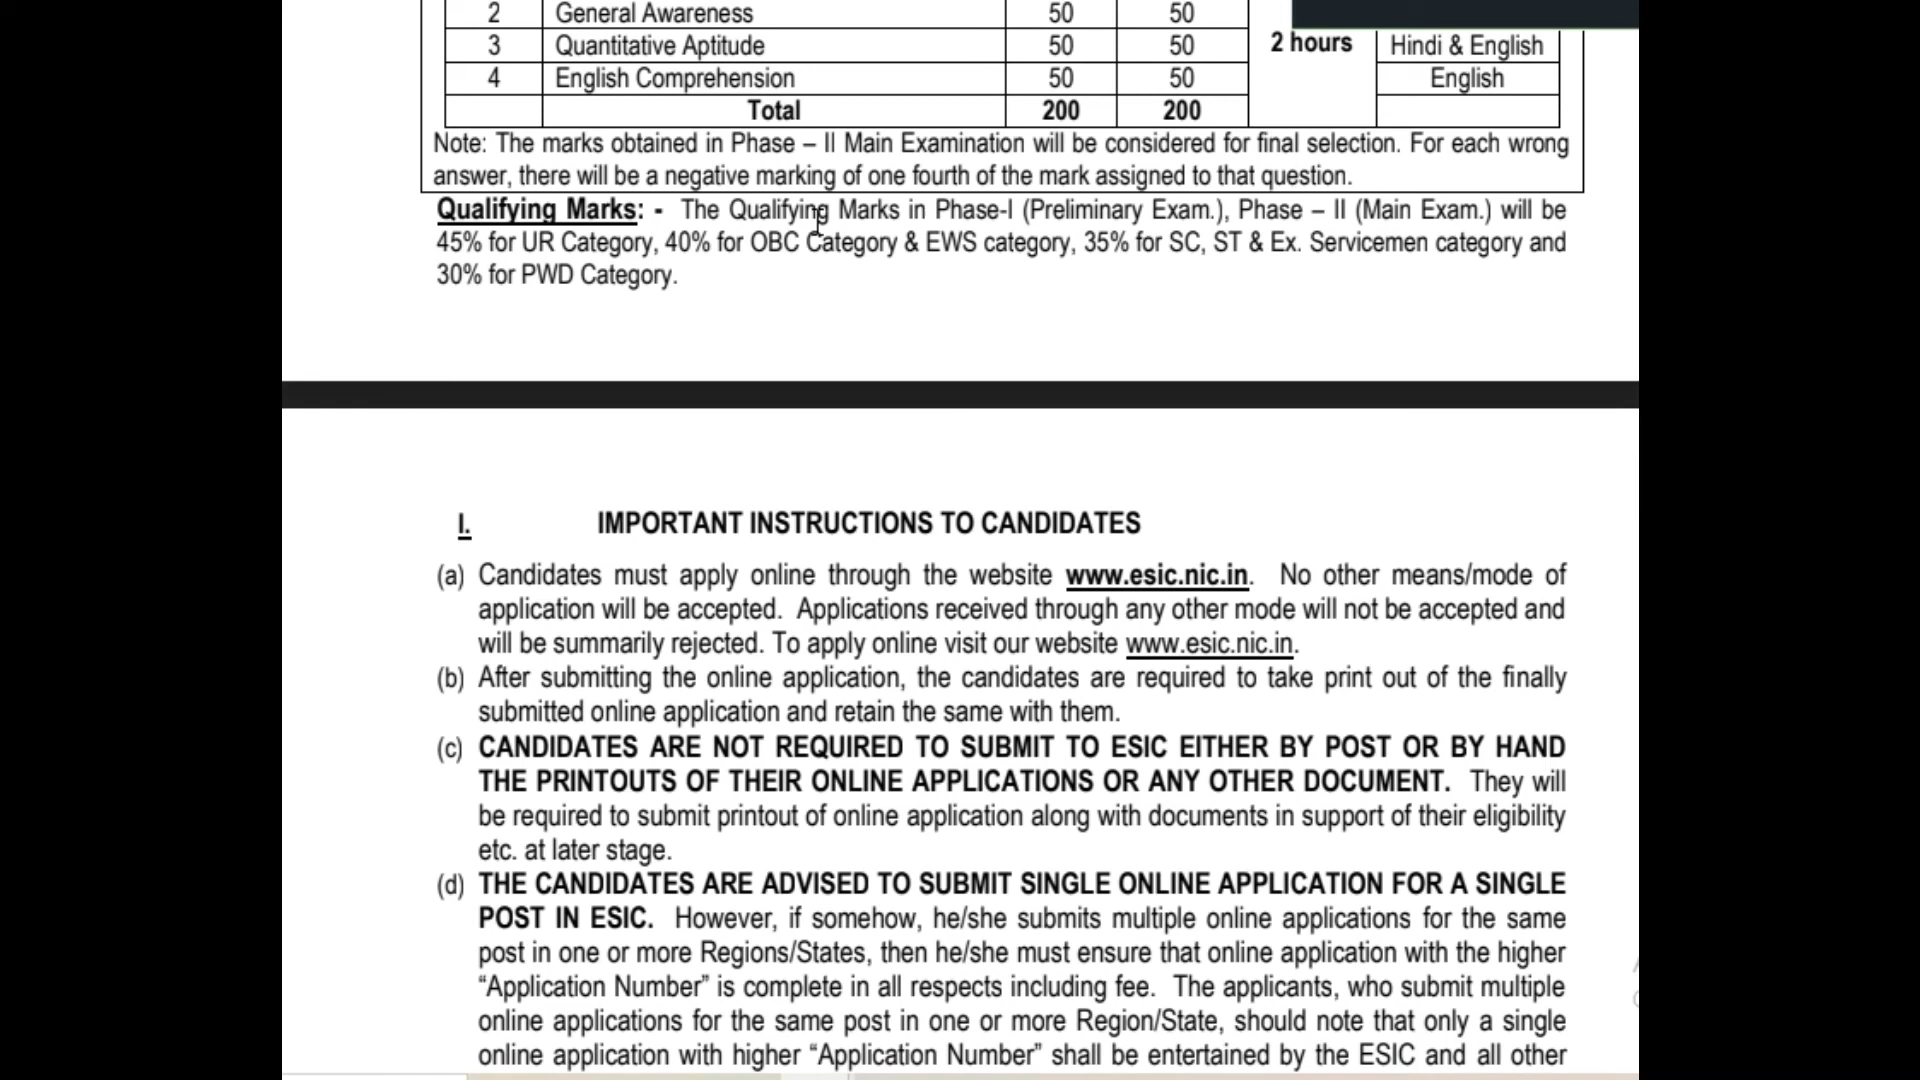 2 General Awareness 50 50
3 Quantitative Aptitude 50 50 2 hours Hindi & English
4 English Comprehension 50 50 English
Total 200 200
Note: The marks obtained in Phase – II Main Examination will be considered for final selection. For each wrong
answer, there will be a negative marking of one fourth of the mark assigned to that question.
Qualifying Marks: - The Qualifying Marks in Phase-I (Preliminary Exam.), Phase – II (Main Exam.) will be
45% for UR Category, 40% for OBC Category & EWS category, 35% for SC, ST & Ex. Servicemen category and
30% for PWD Category.
I. IMPORTANT INSTRUCTIONS TO CANDIDATES
(a) Candidates must apply online through the website www.esic.nic.in. No other means/mode of
application will be accepted. Applications received through any other mode will not be accepted and
will be summarily rejected. To apply online visit our website www.esic.nic.in.
(b) After submitting the online application, the candidates are required to take print out of the finally
submitted online application and retain the same with them.
(c) CANDIDATES ARE NOT REQUIRED TO SUBMIT TO ESIC EITHER BY POST OR BY HAND
THE PRINTOUTS OF THEIR ONLINE APPLICATIONS OR ANY OTHER DOCUMENT. They will
be required to submit printout of online application along with documents in support of their eligibility
etc. at later stage.
(d) THE CANDIDATES ARE ADVISED TO SUBMIT SINGLE ONLINE APPLICATION FOR A SINGLE
POST IN ESIC. However, if somehow, he/she submits multiple online applications for the same
post in one or more Regions/States, then he/she must ensure that online application with the higher
“Application Number” is complete in all respects including fee. The applicants, who submit multiple
online applications for the same post in one or more Region/State, should note that only a single
online application with higher “Application Number” shall be entertained by the ESIC and all other